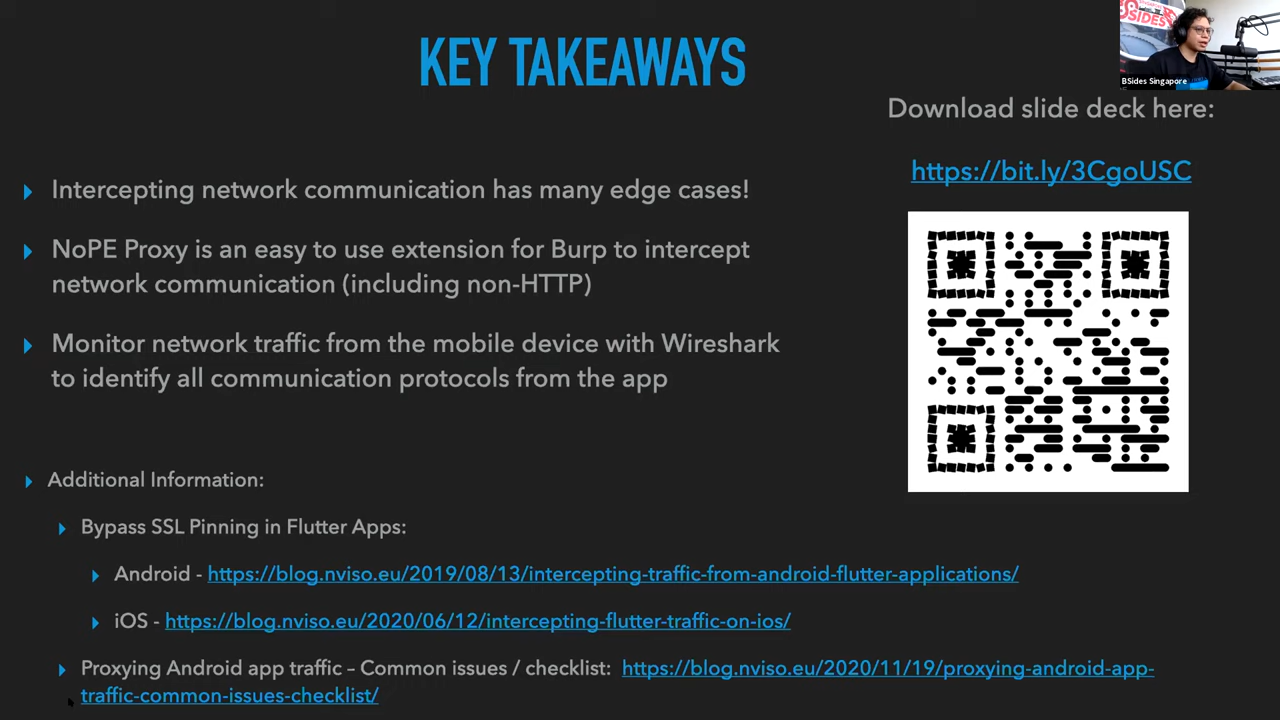 KEY TAKEAWAYS
SIDES
BSides Singapore
Download slide deck here:
https://bit.ly/3CgoUSC
Intercepting network communication has many edge cases!
NoPE Proxy is an easy to use extension for Burp to intercept
network communication (including non-HTTP)
Monitor network traffic from the mobile device with Wireshark
to identify all communication protocols from the app
Additional Information:
Bypass SSL Pinning in Flutter Apps:
Android - https://blog.nviso.eu/2019/08/13/intercepting-traffic-from-android-flutter-applications/
iOS - https://blog.nviso.eu/2020/06/12/intercepting-flutter-traffic-on-ios/
Proxying Android app traffic – Common issues / checklist: https://blog.nviso.eu/2020/11/19/proxying-android-app-
traffic-common-issues-checklist/